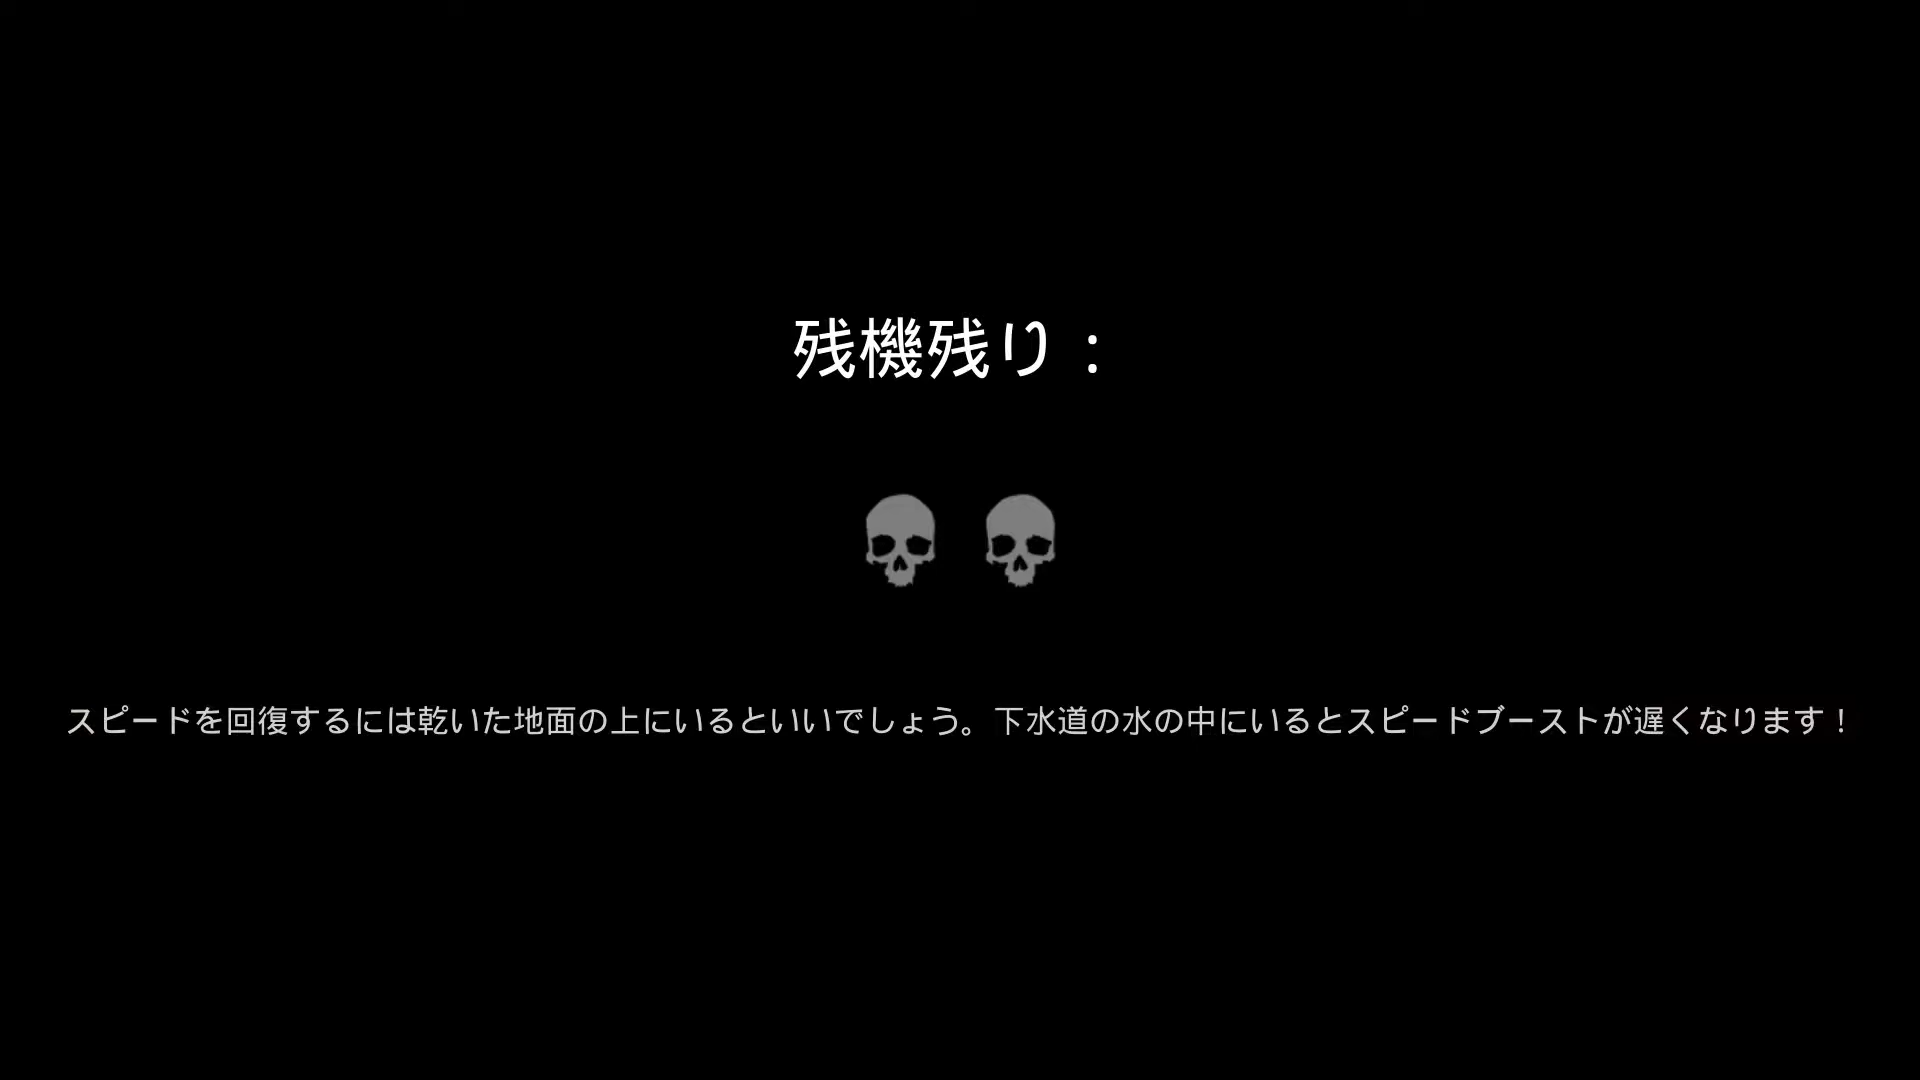 残機残り：
スピードを回復するには乾いた地面の上にいるといいでしょう。下水道の水の中にいるとスピードブーストが遅くなります！